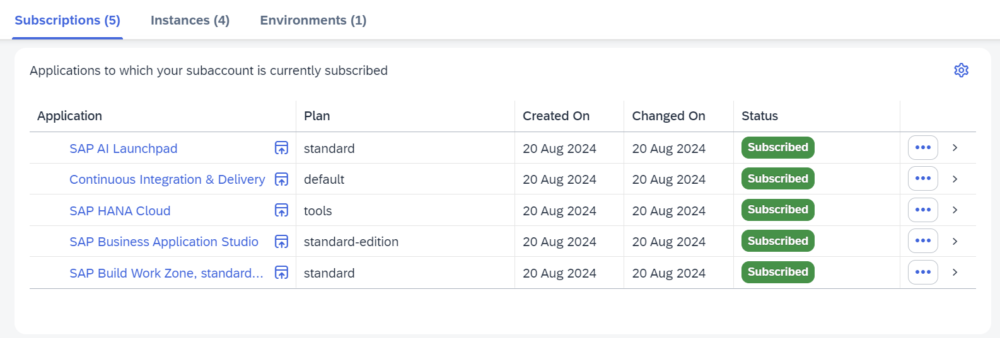 Subscriptions (5) Instances (4) Environments (1)
Applications to which your subaccount is currently subscribed
Application Plan Created On Changed On Status
SAP AI Launchpad standard 20 Aug 2024 20 Aug 2024 Subscribed
Continuous Integration & Delivery default 20 Aug 2024 20 Aug 2024 Subscribed
SAP HANA Cloud tools 20 Aug 2024 20 Aug 2024 Subscribed
SAP Business Application Studio standard-edition 20 Aug 2024 20 Aug 2024 Subscribed
SAP Build Work Zone, standard... standard 20 Aug 2024 20 Aug 2024 Subscribed